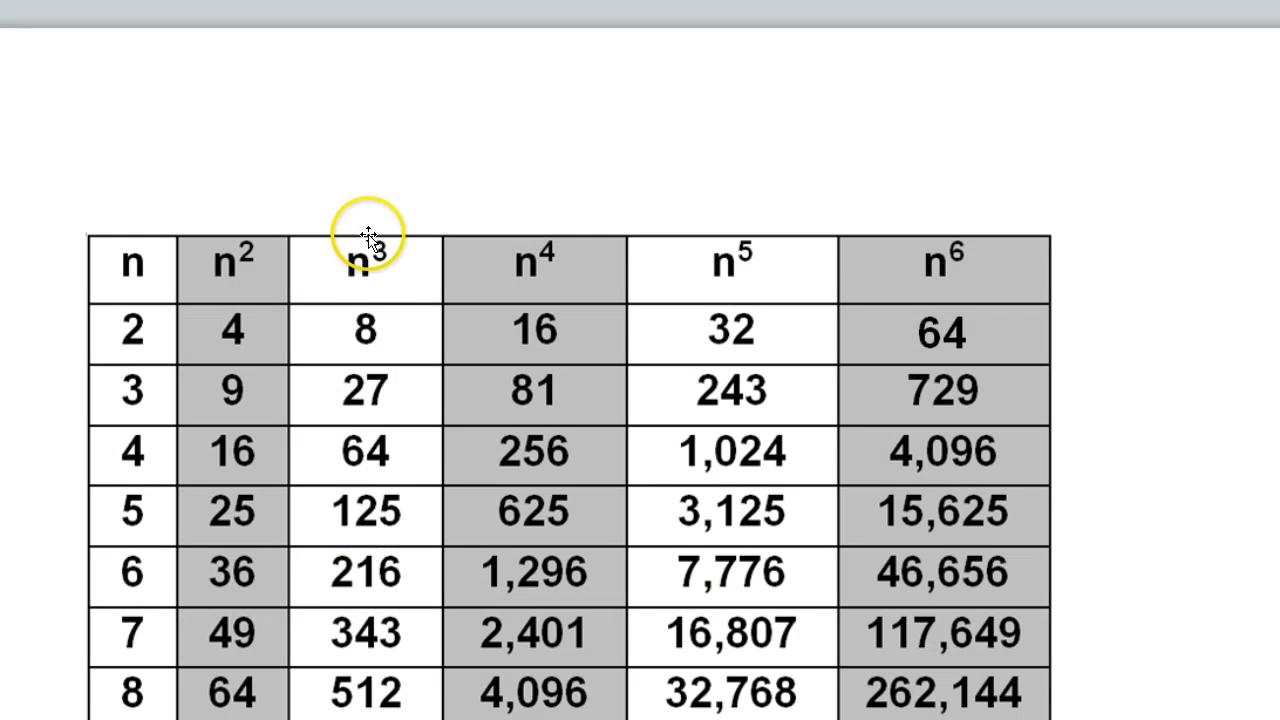 n n² n³ n⁴ n⁵ n⁶
2 4 8 16 32 64
3 9 27 81 243 729
4 16 64 256 1,024 4,096
5 25 125 625 3,125 15,625
6 36 216 1,296 7,776 46,656
7 49 343 2,401 16,807 117,649
8 64 512 4,096 32,768 262,144